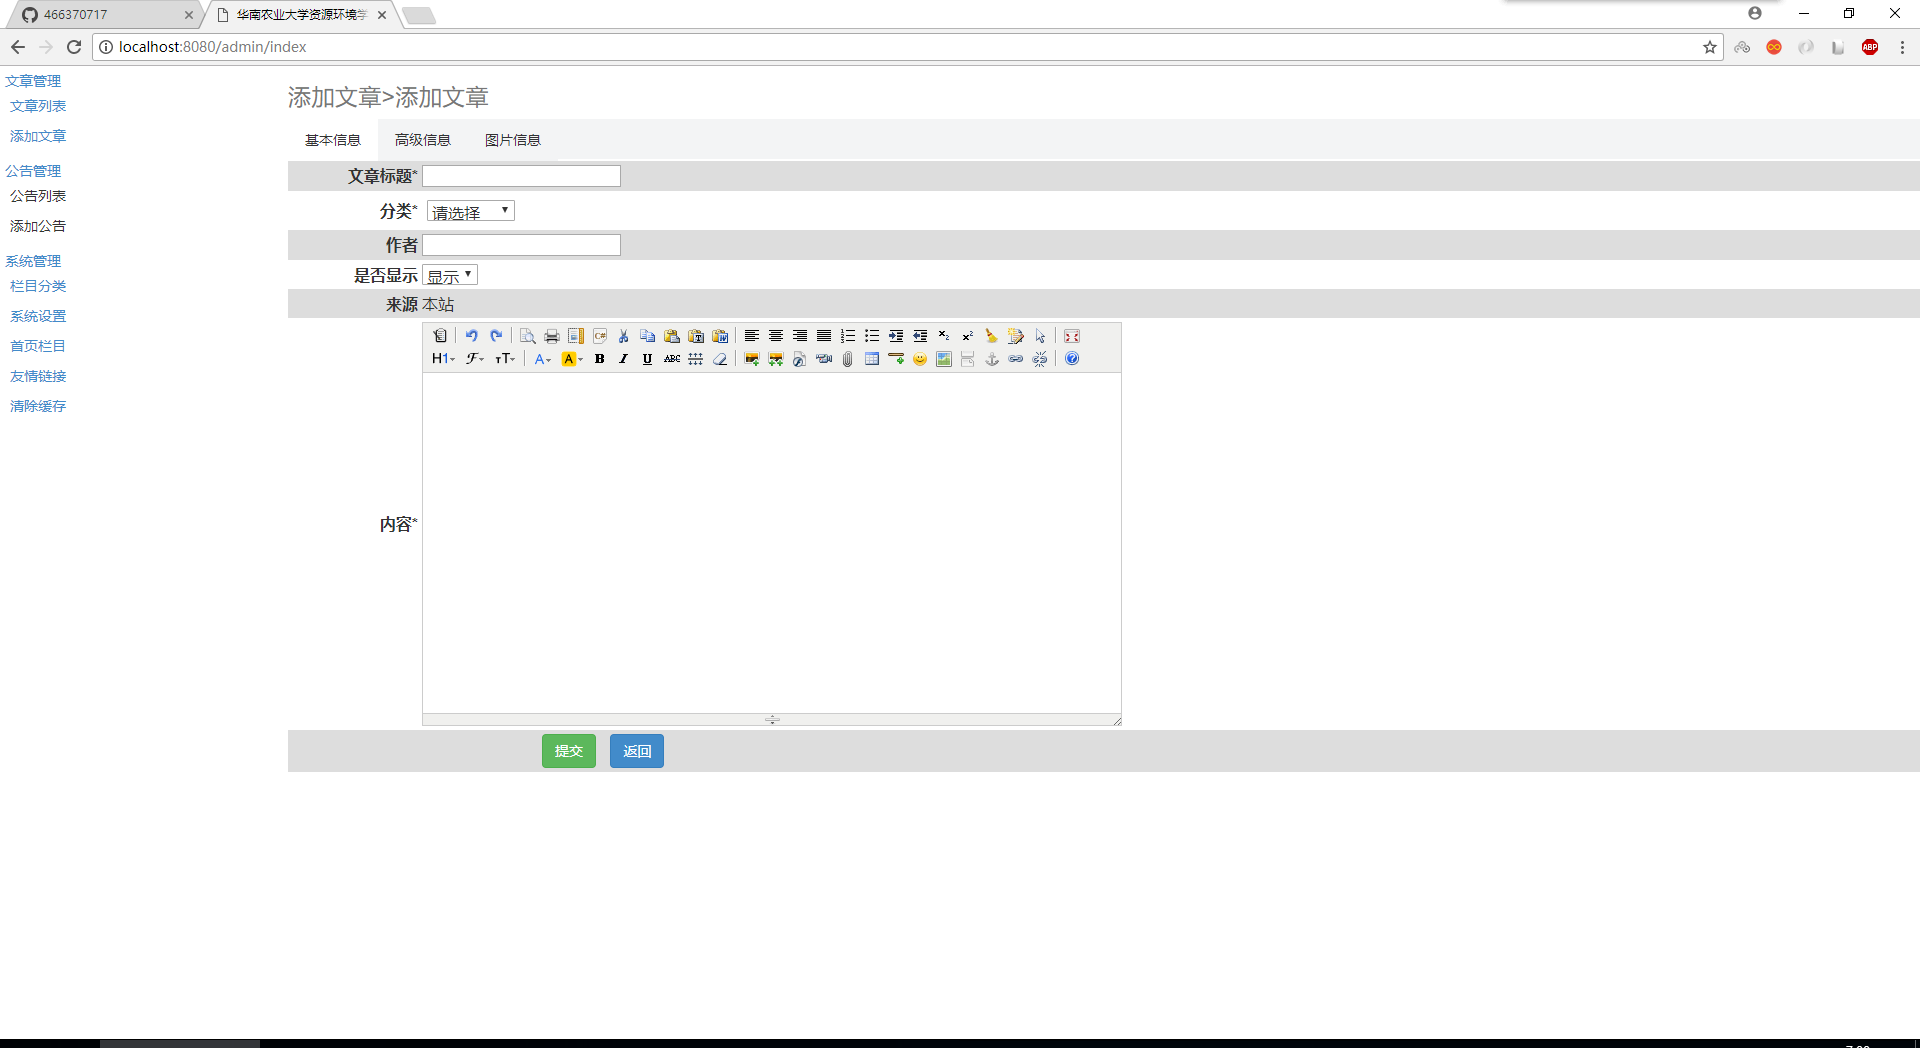 466370717
华南农业大学资源环境学
localhost:8080/admin/index
ABP
文章管理
文章列表
添加文章
公告管理
公告列表
添加公告
系统管理
栏目分类
系统设置
首页栏目
友情链接
清除缓存
添加文章>添加文章
基本信息 高级信息 图片信息
文章标题*
分类* 请选择
作者
是否显示 显示
来源 本站
H1 F тT A A B I U ABC
内容*
提交 返回